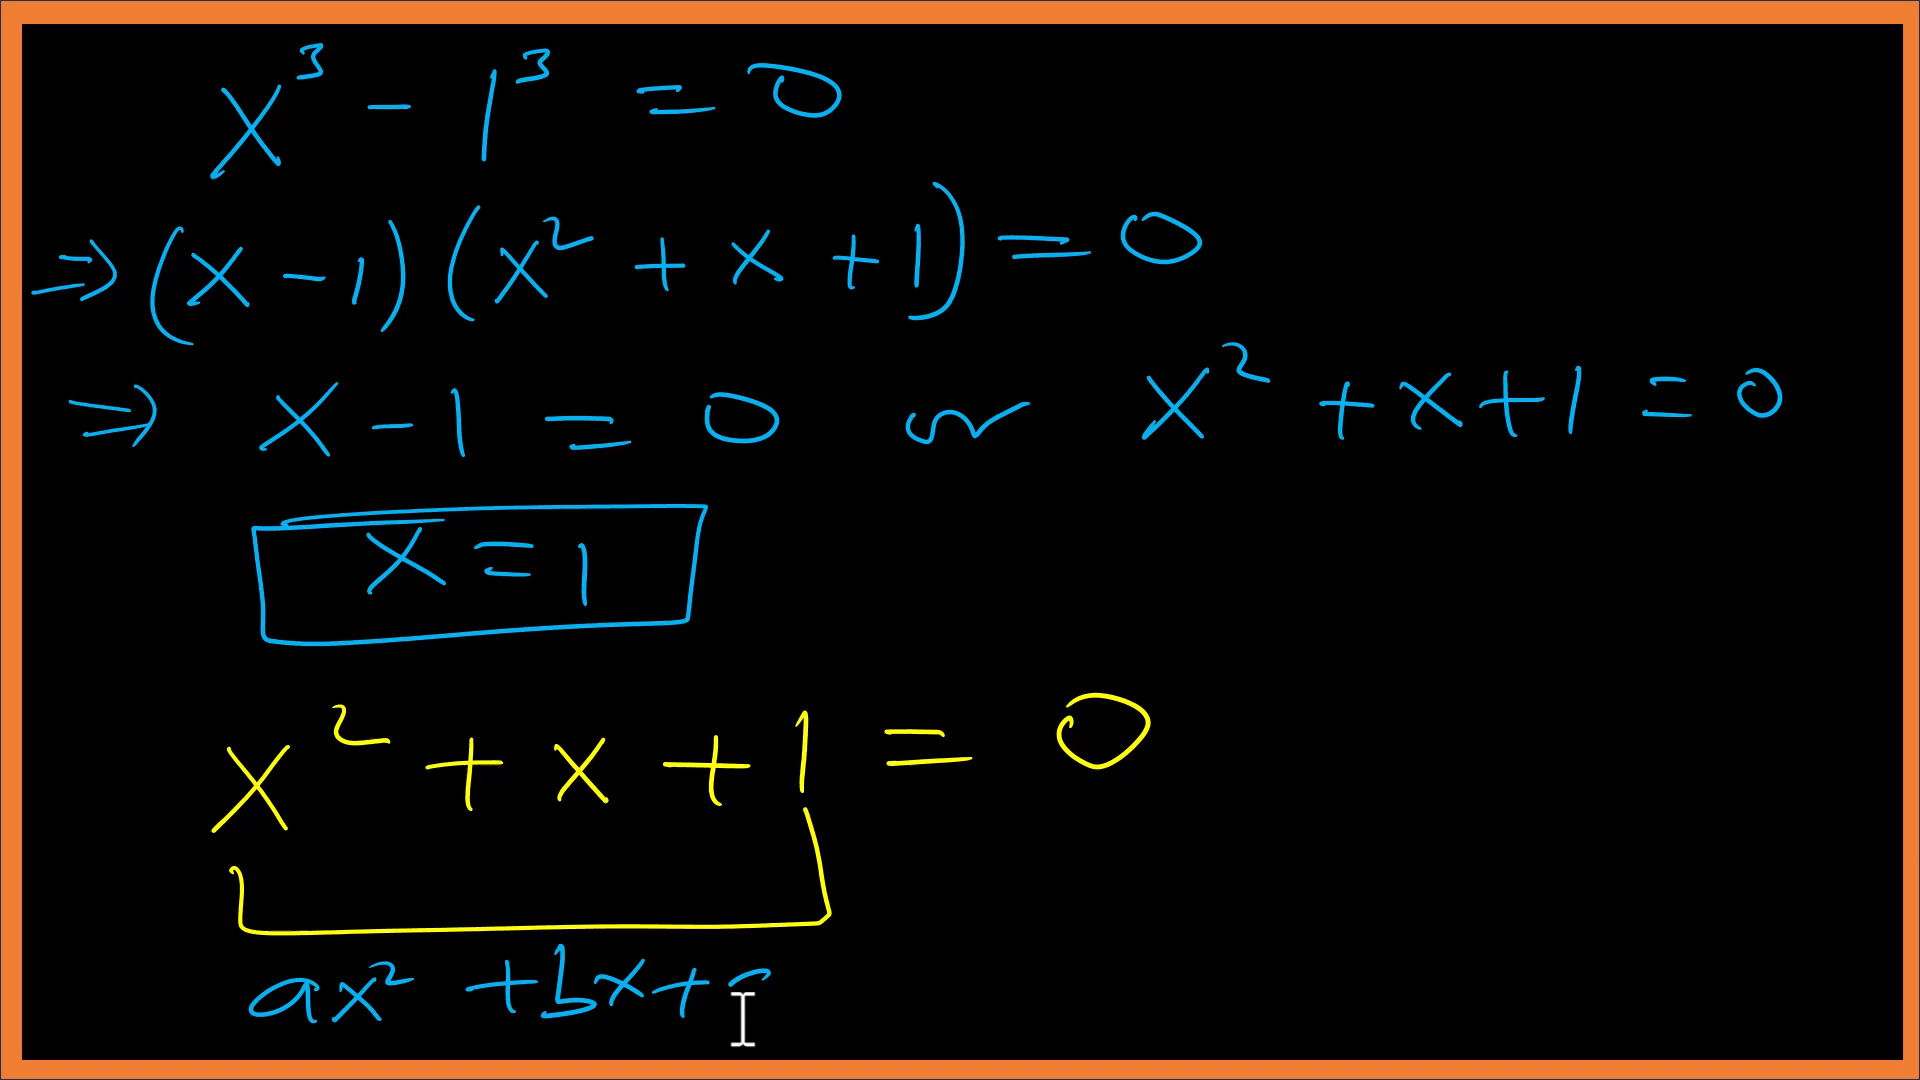 x³ - 1³ = 0
⇒ (x - 1) (x² + x + 1) = 0
⇒ x - 1 = 0 or x² + x + 1 = 0
x = 1
x² + x + 1 = 0
ax² + bx + c